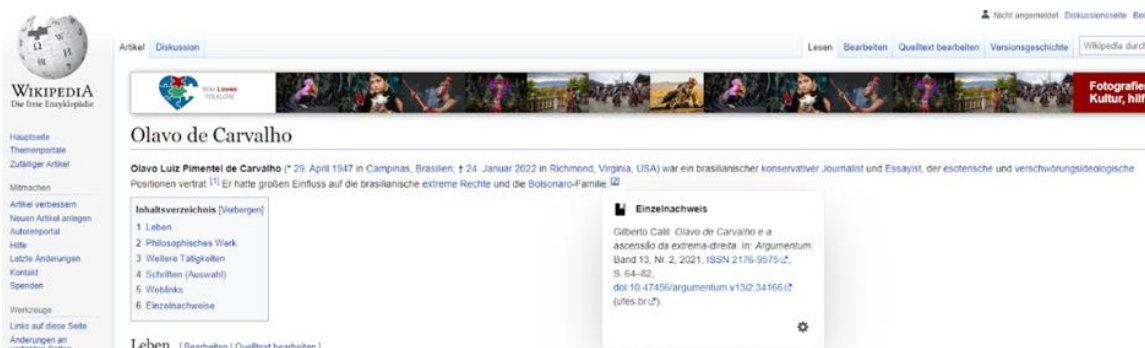 Nicht angemeldet Diskussionsseite Bei
Artikel Diskussion
Lesen Bearbeiten Quelltext bearbeiten Versionsgeschichte Wikipedia durch
WIKIPEDIA
Die freie Enzyklopädie
Wiki Loves
FOLKLORE
Fotografier
Kultur, hilf
Hauptseite
Themenportale
Zufälliger Artikel
Mitmachen
Artikel verbessern
Neuen Artikel anlegen
Autorenportal
Hilfe
Letzte Änderungen
Kontakt
Spenden
Werkzeuge
Links auf diese Seite
Änderungen an
Olavo de Carvalho
Olavo Luiz Pimentel de Carvalho (* 29. April 1947 in Campinas, Brasilien; † 24. Januar 2022 in Richmond, Virginia, USA) war ein brasilianischer konservativer Journalist und Essayist, der esoterische und verschwörungsideologische
Positionen vertrat.[1] Er hatte großen Einfluss auf die brasilianische extreme Rechte und die Bolsonaro-Familie.[2]
Inhaltsverzeichnis [Verbergen]
1 Leben
2 Philosophisches Werk
3 Weitere Tätigkeiten
4 Schriften (Auswahl)
5 Weblinks
6 Einzelnachweise
Einzelnachweis
Gilberto Calil: Olavo de Carvalho e a
ascensão da extrema-direita. In: Argumentum.
Band 13, Nr. 2, 2021, ISSN 2176-9575,
S. 64–82,
doi:10.47456/argumentum.v13i2.34166
(ufes.br).
Leben [Bearbeiten | Quelltext bearbeiten]